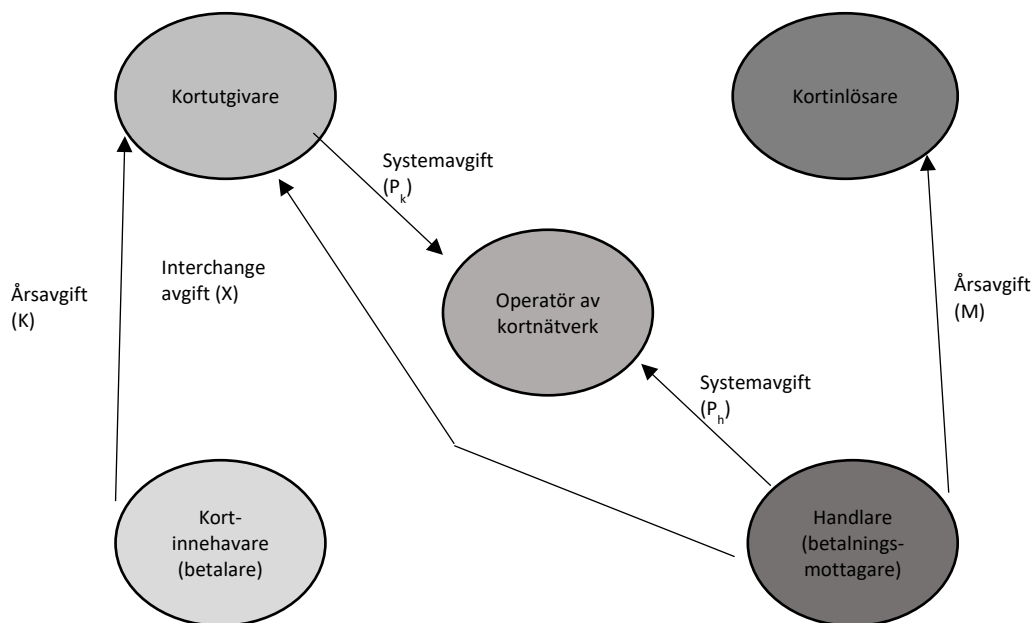 Kortutgivare
Kortinlösare
Systemavgift
(Pk)
Interchange
avgift (X)
Årsavgift
(K)
Årsavgift
(M)
Operatör av
kortnätverk
Systemavgift
(Ph)
Kort-
innehavare
(betalare)
Handlare
(betalnings-
mottagare)